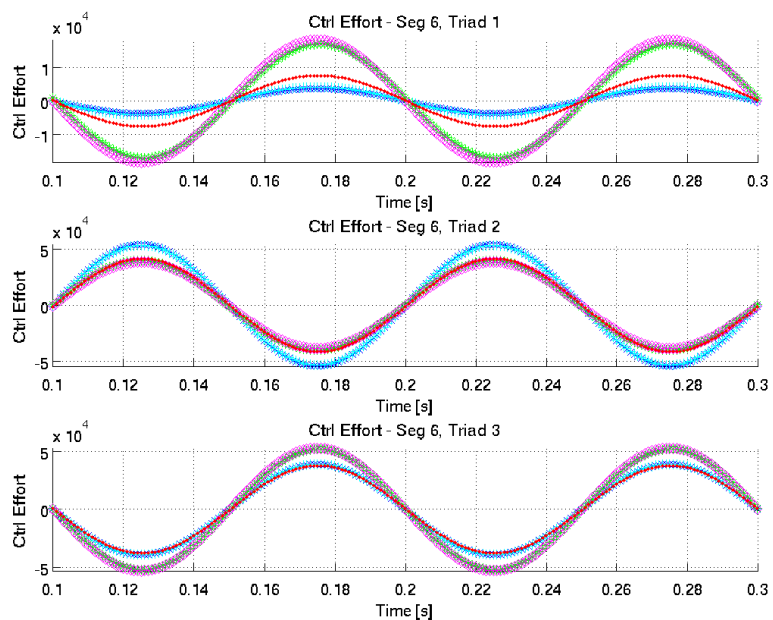 x 10^4
Ctrl Effort - Seg 6, Triad 1
Ctrl Effort
1
0
-1
0.1 0.12 0.14 0.16 0.18 0.2 0.22 0.24 0.26 0.28 0.3
Time [s]
x 10^4
Ctrl Effort - Seg 6, Triad 2
Ctrl Effort
5
0
-5
0.1 0.12 0.14 0.16 0.18 0.2 0.22 0.24 0.26 0.28 0.3
Time [s]
x 10^4
Ctrl Effort - Seg 6, Triad 3
Ctrl Effort
5
0
-5
0.1 0.12 0.14 0.16 0.18 0.2 0.22 0.24 0.26 0.28 0.3
Time [s]